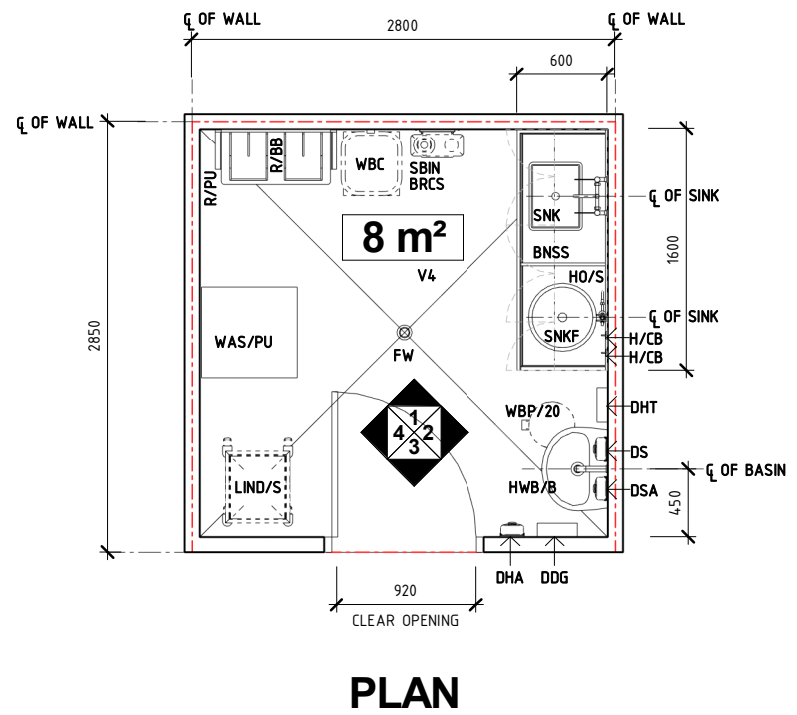 ℄ OF WALL
2800
℄ OF WALL
600
℄ OF WALL
R/PU
R/BB
WBC
SBIN
BRCS
SNK
℄ OF SINK
8 m²
BNSS
1600
V4
HO/S
2850
WAS/PU
FW
SNKF
℄ OF SINK
H/CB
H/CB
1
4 2
3
WBP/20
DHT
DS
LIND/S
HWB/B
℄ OF BASIN
DSA
450
DHA
DDG
920
CLEAR OPENING
PLAN